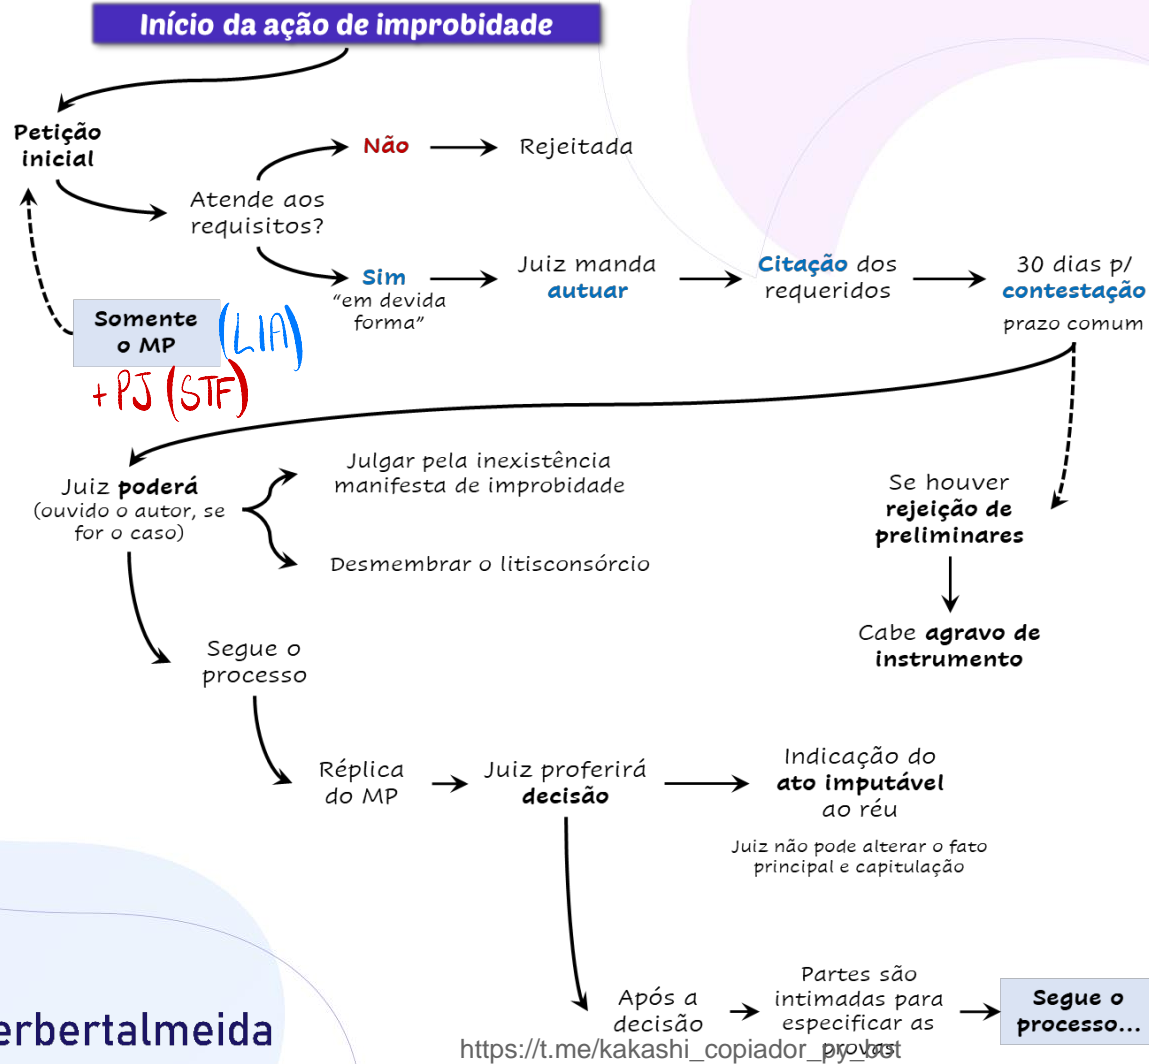 Início da ação de improbidade
Petição
inicial
Não
Rejeitada
Atende aos
requisitos?
Sim
"em devida
forma"
Juiz manda
autuar
Citação dos
requeridos
30 dias p/
contestação
prazo comum
Somente
o MP
(LIA)
+ PJ (STF)
Juiz poderá
(ouvido o autor, se
for o caso)
Julgar pela inexistência
manifesta de improbidade
Desmembrar o litisconsórcio
Se houver
rejeição de
preliminares
Cabe agravo de
instrumento
Segue o
processo
Réplica
do MP
Juiz proferirá
decisão
Indicação do
ato imputável
ao réu
Juiz não pode alterar o fato
principal e capitulação
Após a
decisão
Partes são
intimadas para
especificar as
provas
Segue o
processo...
erbertalmeida
https://t.me/kakashi_copiador_py_bot